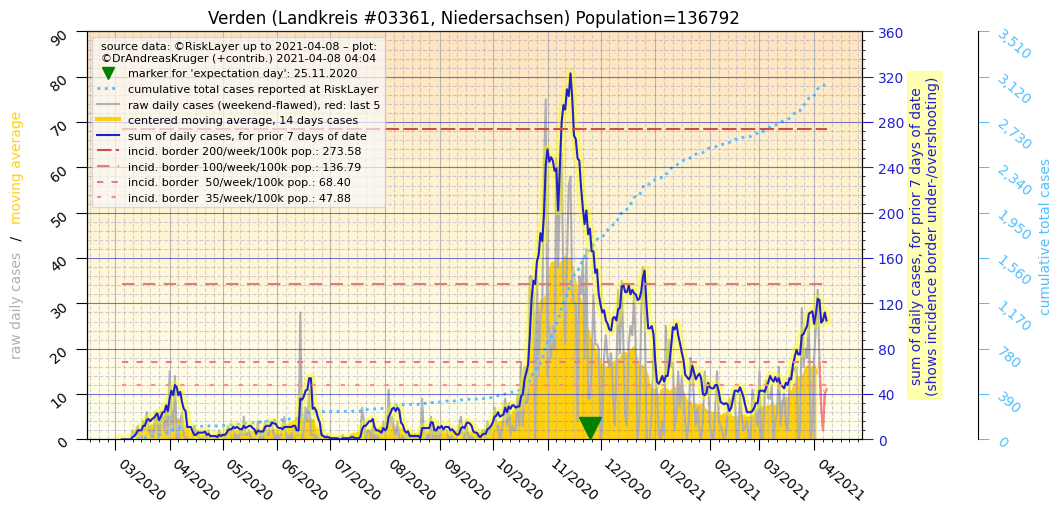 Verden (Landkreis #03361, Niedersachsen) Population=136792
source data: ©RiskLayer up to 2021-04-08 – plot:
©DrAndreasKruger (+contrib.) 2021-04-08 04:04
marker for 'expectation day': 25.11.2020
cumulative total cases reported at RiskLayer
raw daily cases (weekend-flawed), red: last 5
centered moving average, 14 days cases
sum of daily cases, for prior 7 days of date
incid. border 200/week/100k pop.: 273.58
incid. border 100/week/100k pop.: 136.79
incid. border  50/week/100k pop.: 68.40
incid. border  35/week/100k pop.: 47.88
raw daily cases / moving average
90
80
70
60
50
40
30
20
10
0
03/2020
04/2020
05/2020
06/2020
07/2020
08/2020
09/2020
10/2020
11/2020
12/2020
01/2021
02/2021
03/2021
04/2021
360
320
280
240
200
160
120
80
40
0
sum of daily cases, for prior 7 days of date
(shows incidence border under-/overshooting)
3,510
3,120
2,730
2,340
1,950
1,560
1,170
780
390
0
cumulative total cases